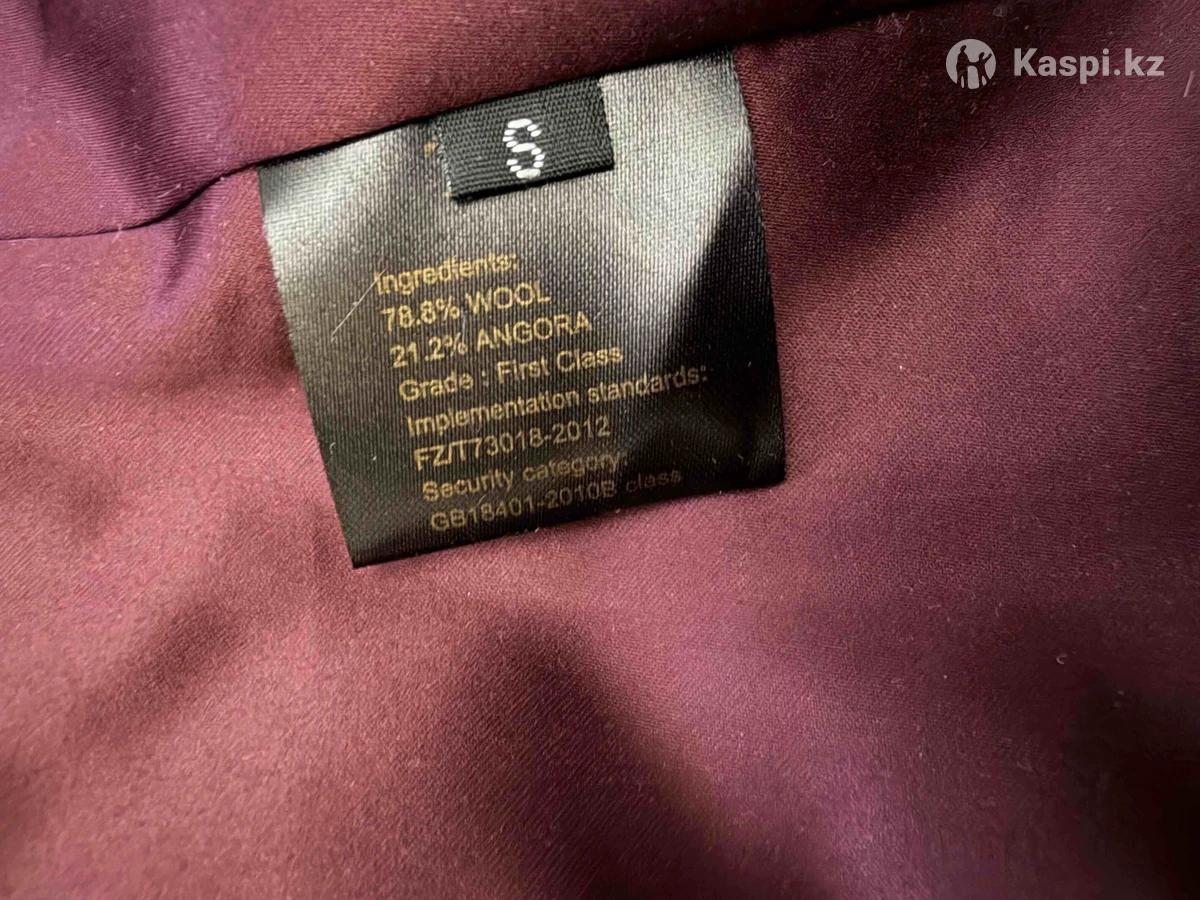 Kaspi.kz
S
Ingredients:
78.8% WOOL
21.2% ANGORA
Grade : First Class
Implementation standards:
FZ/T73018-2012
Security category:
GB18401-2010B class